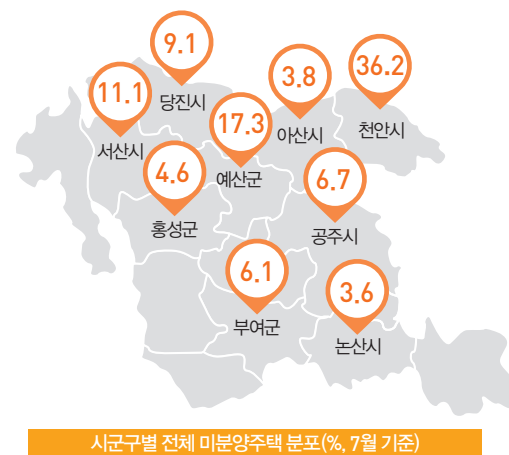 9.1
당진시
3.8
아산시
36.2
천안시
11.1
서산시
17.3
예산군
4.6
홍성군
6.7
공주시
6.1
부여군
3.6
논산시
시군구별 전체 미분양주택 분포(%, 7월 기준)